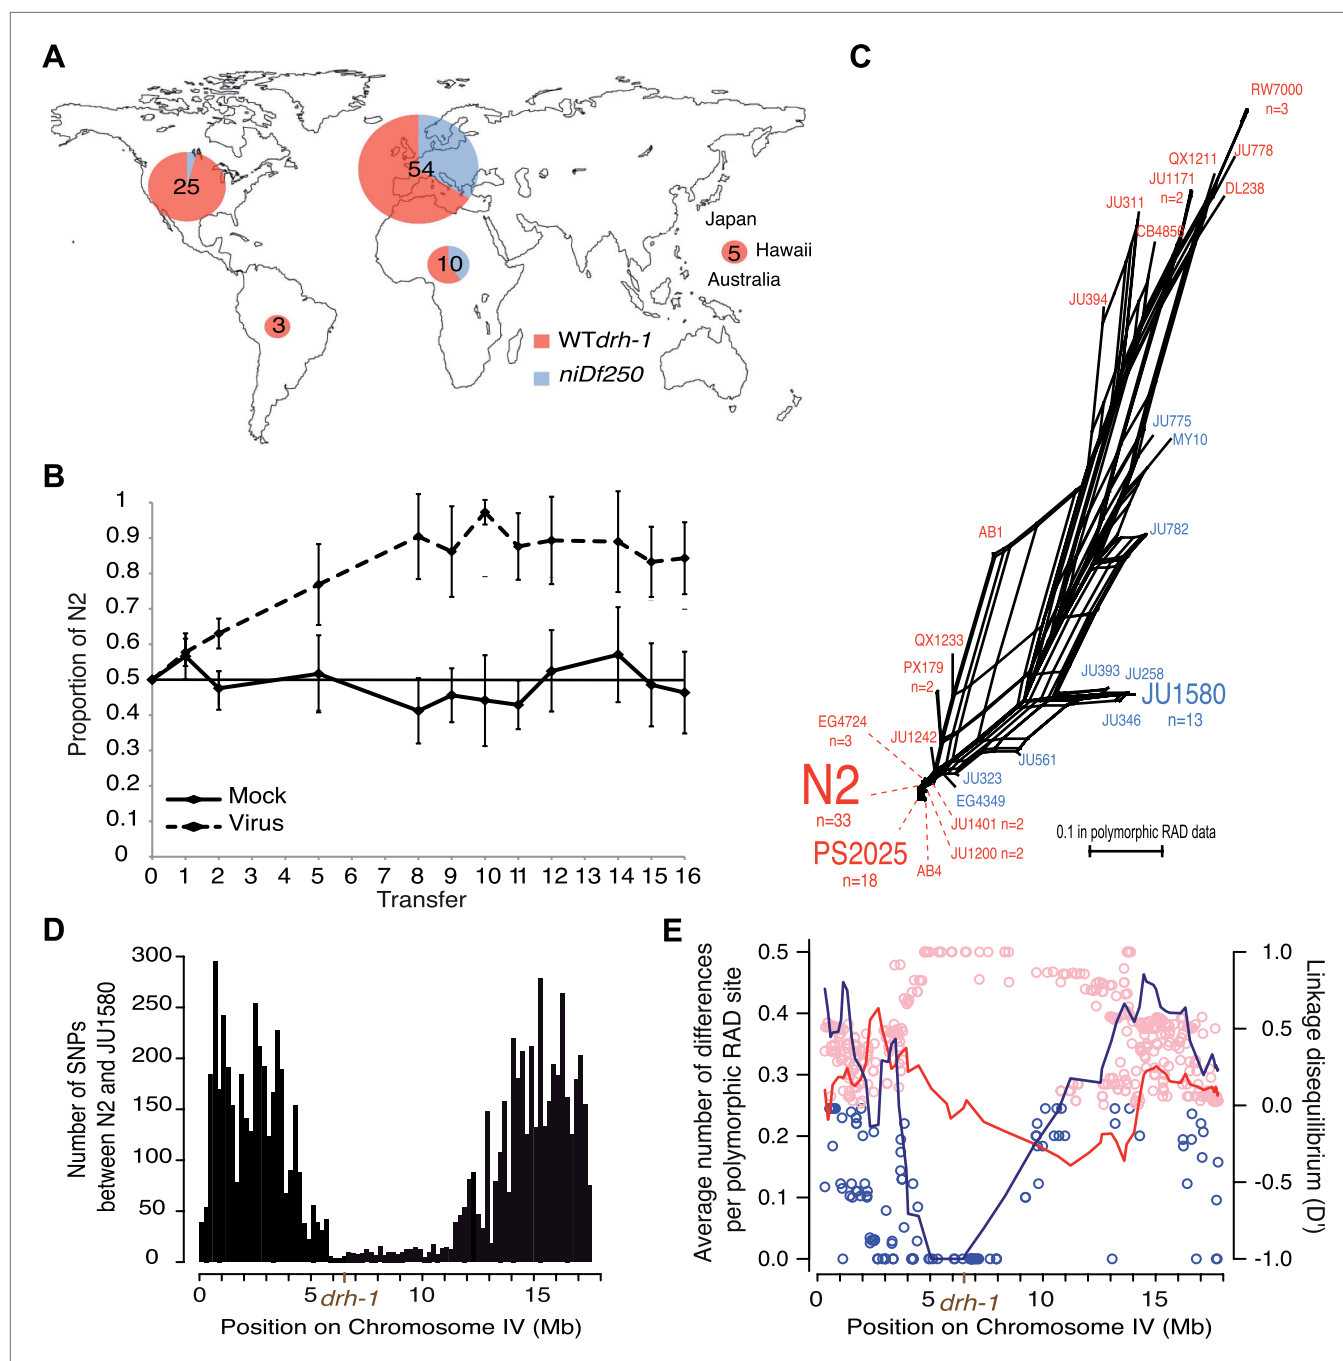 A
25
54
10
3
Japan
5
Hawaii
Australia
WTdrh-1
niDf250
B
Proportion of N2
1
0.9
0.8
0.7
0.6
0.5
0.4
0.3
0.2
0.1
0
Mock
Virus
0 1 2 3 4 5 6 7 8 9 10 11 12 13 14 15 16
Transfer
C
RW7000
n=3
JU778
QX1211
JU1171
n=2
DL238
JU311
CB4856
JU394
JU775
MY10
AB1
JU782
QX1233
PX179
n=2
JU393
JU258
JU1580
n=13
JU346
EG4724
n=3
JU1242
JU561
N2
n=33
JU323
EG4349
JU1401 n=2
PS2025
n=18
JU1200 n=2
AB4
0.1 in polymorphic RAD data
D
Number of SNPs
between N2 and JU1580
300
250
200
150
100
50
0
0 5 10 15
drh-1
Position on Chromosome IV (Mb)
E
Average number of differences
per polymorphic RAD site
0.5
0.4
0.3
0.2
0.1
0.0
1.0
0.5
0.0
-0.5
-1.0
Linkage disequilibrium (D')
0 5 10 15
drh-1
Position on Chromosome IV (Mb)